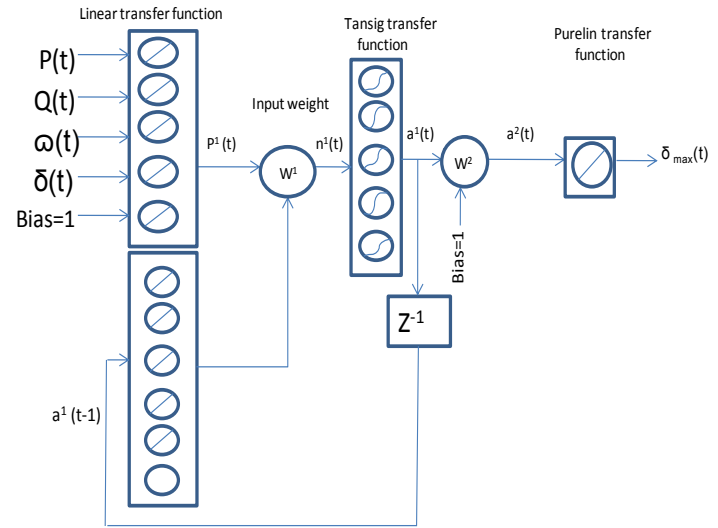 Linear transfer function
Tansig transfer
function
Purelin transfer
function
P(t)
Q(t)
ω(t)
δ(t)
Bias=1
Input weight
P¹ (t)
W¹
n¹(t)
a¹(t)
W²
a²(t)
δ max(t)
Bias=1
Z⁻¹
a¹ (t-1)